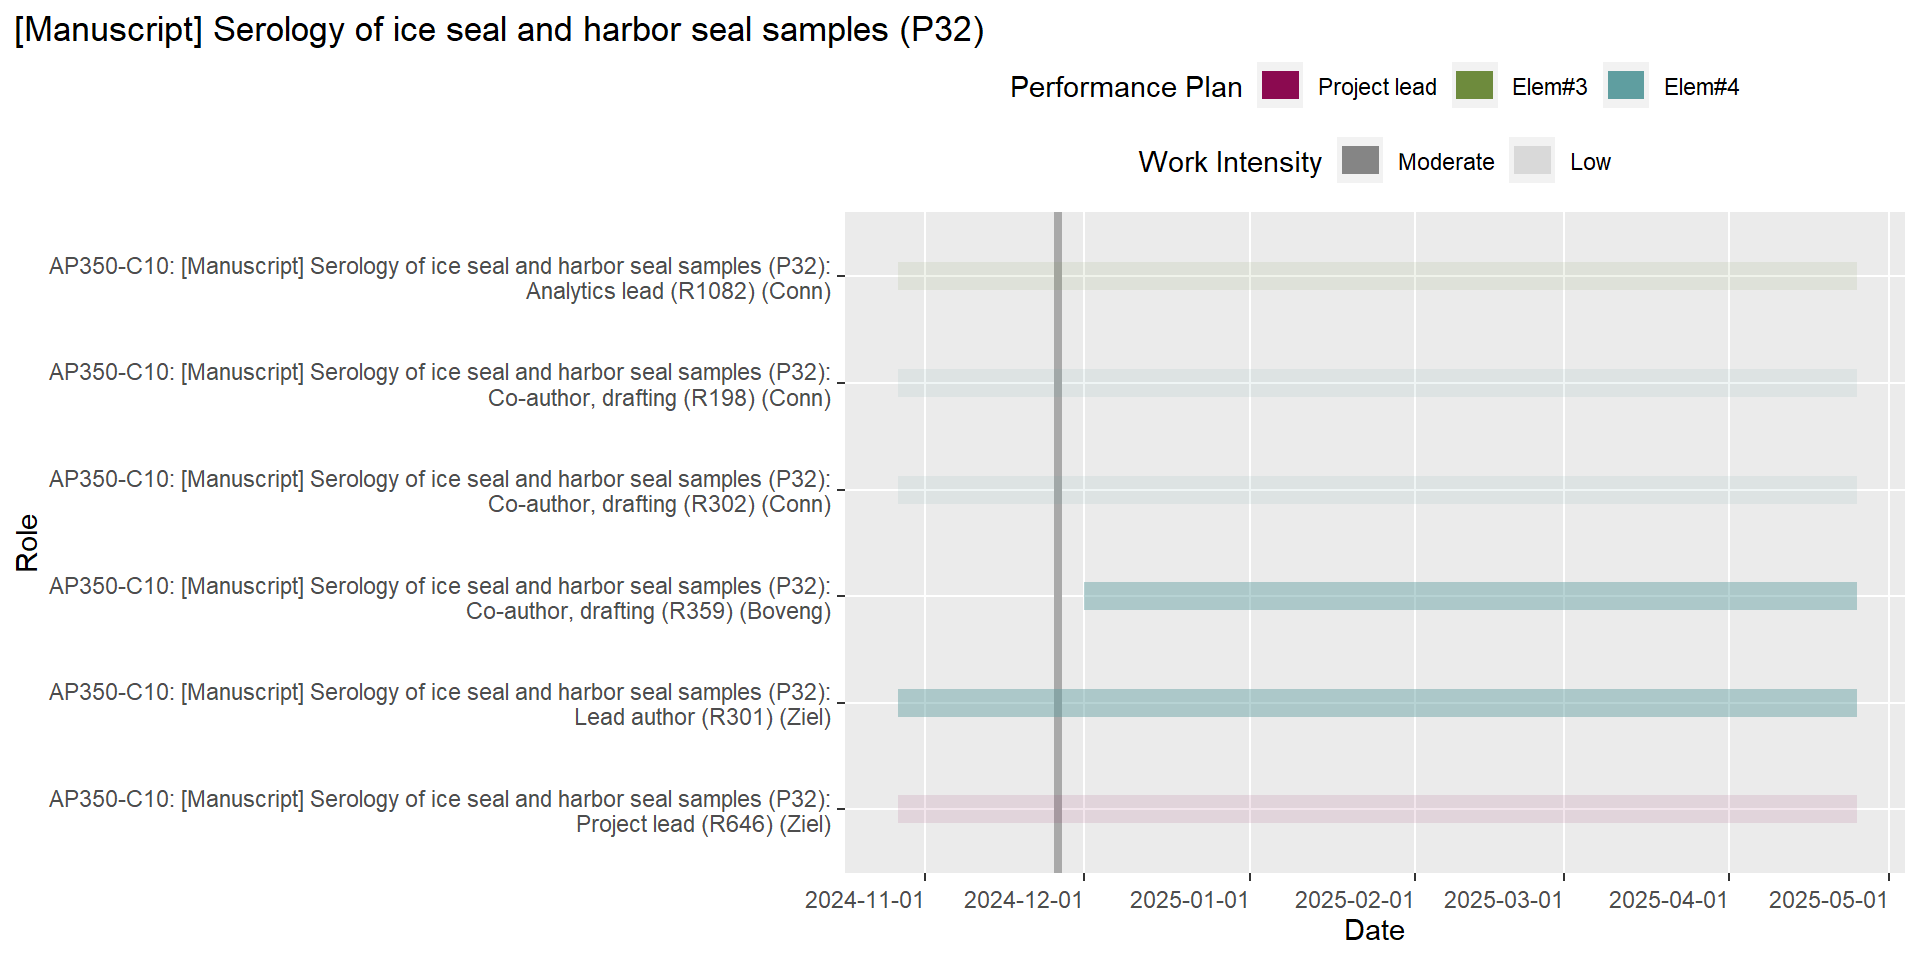 [Manuscript] Serology of ice seal and harbor seal samples (P32)
Performance Plan Project lead Elem#3 Elem#4
Work Intensity Moderate Low
AP350-C10: [Manuscript] Serology of ice seal and harbor seal samples (P32):
Analytics lead (R1082) (Conn)
AP350-C10: [Manuscript] Serology of ice seal and harbor seal samples (P32):
Co-author, drafting (R198) (Conn)
AP350-C10: [Manuscript] Serology of ice seal and harbor seal samples (P32):
Co-author, drafting (R302) (Conn)
Role
AP350-C10: [Manuscript] Serology of ice seal and harbor seal samples (P32):
Co-author, drafting (R359) (Boveng)
AP350-C10: [Manuscript] Serology of ice seal and harbor seal samples (P32):
Lead author (R301) (Ziel)
AP350-C10: [Manuscript] Serology of ice seal and harbor seal samples (P32):
Project lead (R646) (Ziel)
2024-11-01 2024-12-01 2025-01-01 2025-02-01 2025-03-01 2025-04-01 2025-05-01
Date